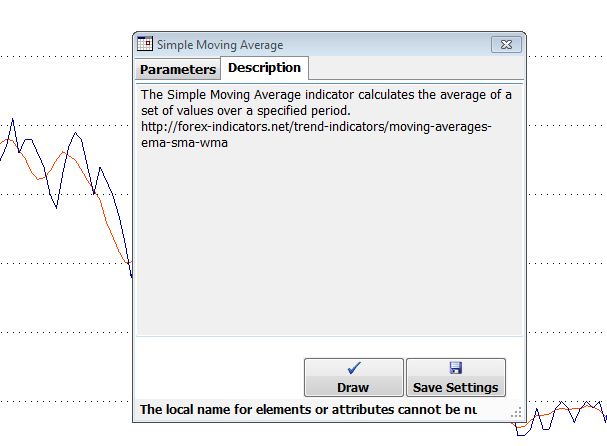 Simple Moving Average
Parameters Description
The Simple Moving Average indicator calculates the average of a
set of values over a specified period.
http://forex-indicators.net/trend-indicators/moving-averages-
ema-sma-wma
Draw Save Settings
The local name for elements or attributes cannot be nu